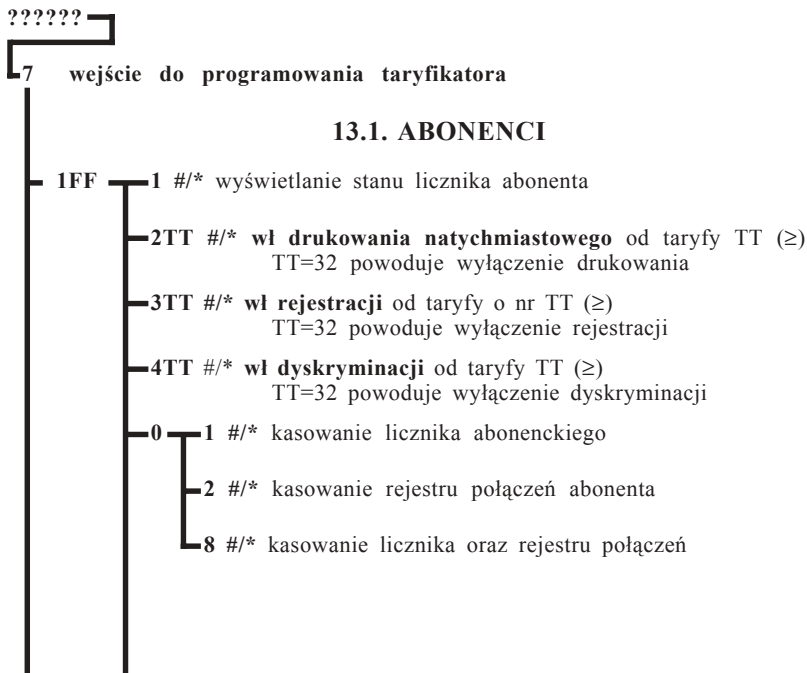 ??????
7 wejście do programowania taryfikatora
13.1. ABONENCI
1FF 1 #/* wyświetlanie stanu licznika abonenta
2TT #/* wł drukowania natychmiastowego od taryfy TT (≥)
TT=32 powoduje wyłączenie drukowania
3TT #/* wł rejestracji od taryfy o nr TT (≥)
TT=32 powoduje wyłączenie rejestracji
4TT #/* wł dyskryminacji od taryfy TT (≥)
TT=32 powoduje wyłączenie dyskryminacji
0 1 #/* kasowanie licznika abonenckiego
2 #/* kasowanie rejestru połączeń abonenta
8 #/* kasowanie licznika oraz rejestru połączeń